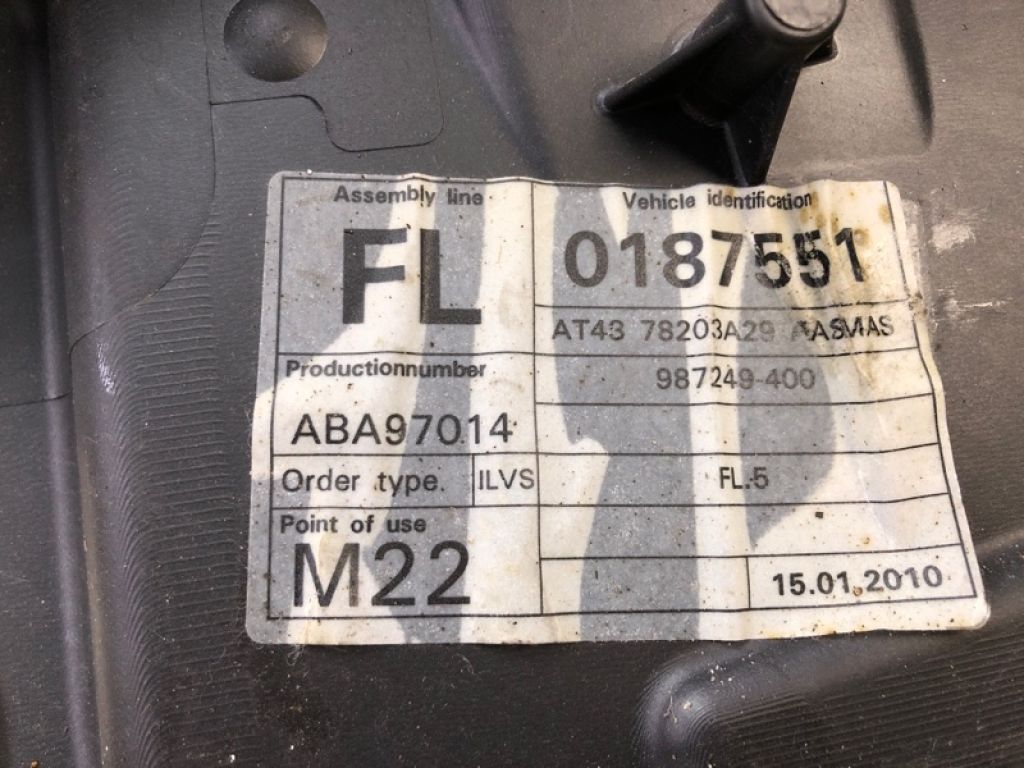 Assembly line
FL
Vehicle identification
0187551
AT43 78203A29 AASMAS
Productionnumber
987249-400
ABA97014
Order type. ILVS
FL.5
Point of use
M22
15.01.2010